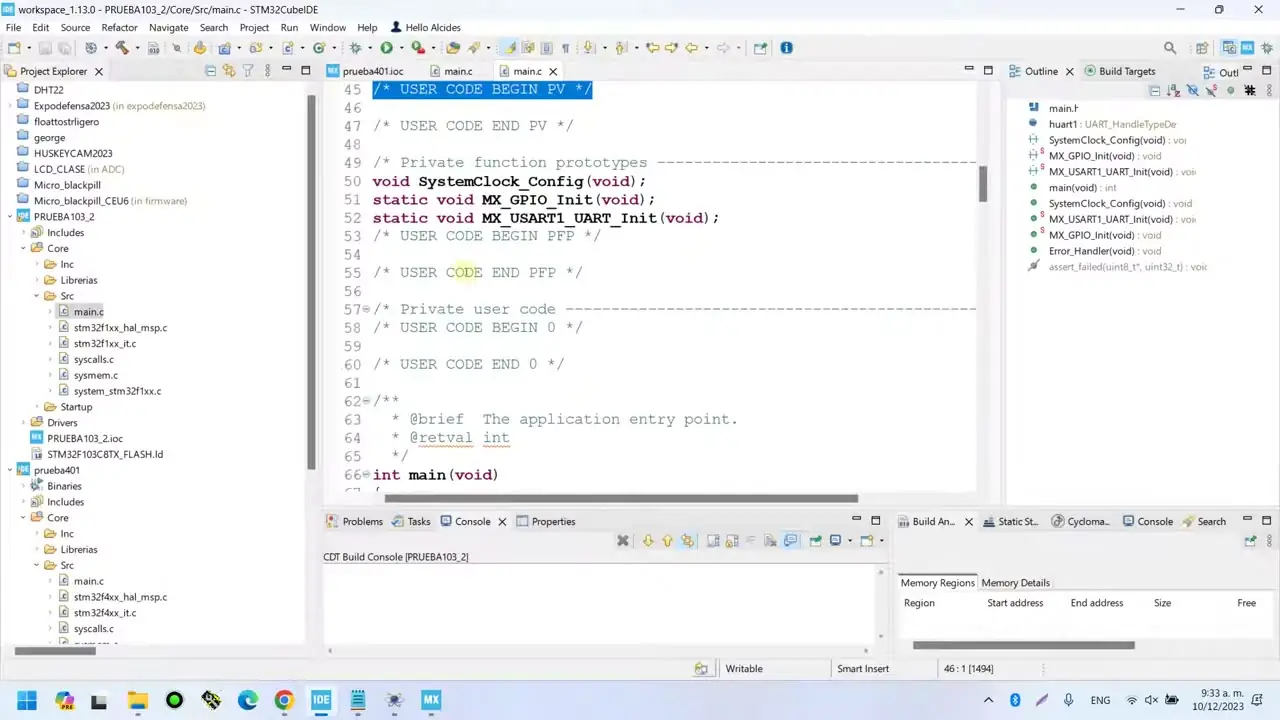 workspace_1.13.0 - PRUEBA103_2/Core/Src/main.c - STM32CubeIDE
File Edit Source Refactor Navigate Search Project Run Window Help Hello Alcides
Project Explorer
DHT22
Expodefensa2023 (in expodefensa2023)
floattostrligero
george
HUSKEYCAM2023
LCD_CLASE (in ADC)
Micro_blackpill
Micro_blackpill_CEU6 (in firmware)
PRUEBA103_2
Includes
Core
Inc
Librerias
Src
main.c
stm32f1xx_hal_msp.c
stm32f1xx_it.c
syscalls.c
sysmem.c
system_stm32f1xx.c
Startup
Drivers
PRUEBA103_2.ioc
STM32F103C8TX_FLASH.ld
prueba401
Binaries
Includes
Core
Inc
Librerias
Src
main.c
stm32f4xx_hal_msp.c
stm32f4xx_it.c
syscalls.c
prueba401.ioc main.c main.c
45 /* USER CODE BEGIN PV */
46
47 /* USER CODE END PV */
48
49 /* Private function prototypes -----------------------------------
50 void SystemClock_Config(void);
51 static void MX_GPIO_Init(void);
52 static void MX_USART1_UART_Init(void);
53 /* USER CODE BEGIN PFP */
54
55 /* USER CODE END PFP */
56
57 /* Private user code ---------------------------------------------
58 /* USER CODE BEGIN 0 */
59
60 /* USER CODE END 0 */
61
62 /**
63 * @brief The application entry point.
64 * @retval int
65 */
66 int main(void)
Outline Build Targets Outl
main.h
huart1 : UART_HandleTypeDe
SystemClock_Config(void) : voi
MX_GPIO_Init(void) : void
MX_USART1_UART_Init(void) : voi
main(void) : int
SystemClock_Config(void) : voi
MX_USART1_UART_Init(void) : voi
MX_GPIO_Init(void) : void
Error_Handler(void) : void
assert_failed(uint8_t*, uint32_t) : voi
Problems Tasks Console Properties
CDT Build Console [PRUEBA103_2]
Build An... Static St... Cycloma... Console Search
Memory Regions Memory Details
Region Start address End address Size Free
Writable Smart Insert 46 : 1 [1494]
ENG 9:33 a. m.
10/12/2023